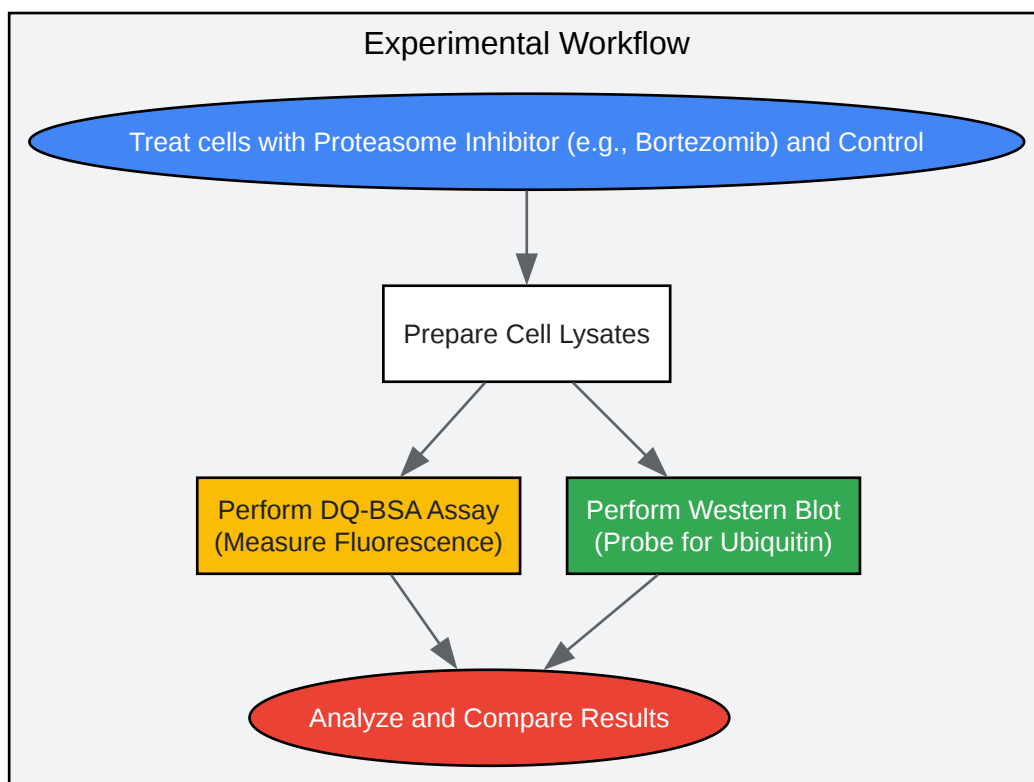 Experimental Workflow
Treat cells with Proteasome Inhibitor (e.g., Bortezomib) and Control
Prepare Cell Lysates
Perform DQ-BSA Assay
(Measure Fluorescence)
Perform Western Blot
(Probe for Ubiquitin)
Analyze and Compare Results